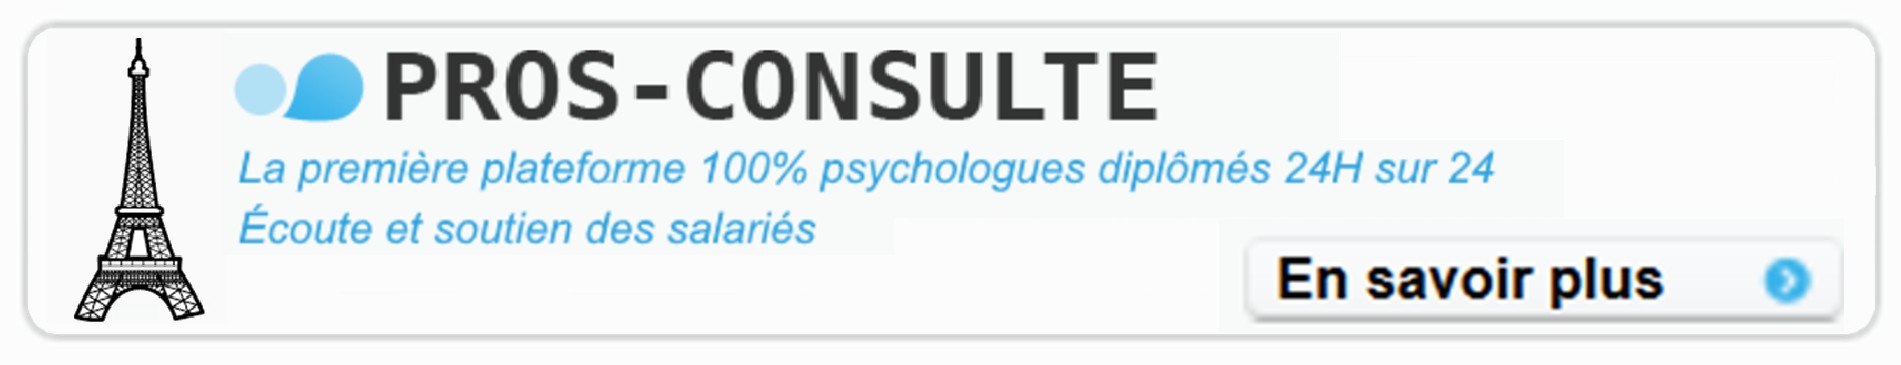 PROS-CONSULTE
La première plateforme 100% psychologues diplômés 24H sur 24
Écoute et soutien des salariés
En savoir plus